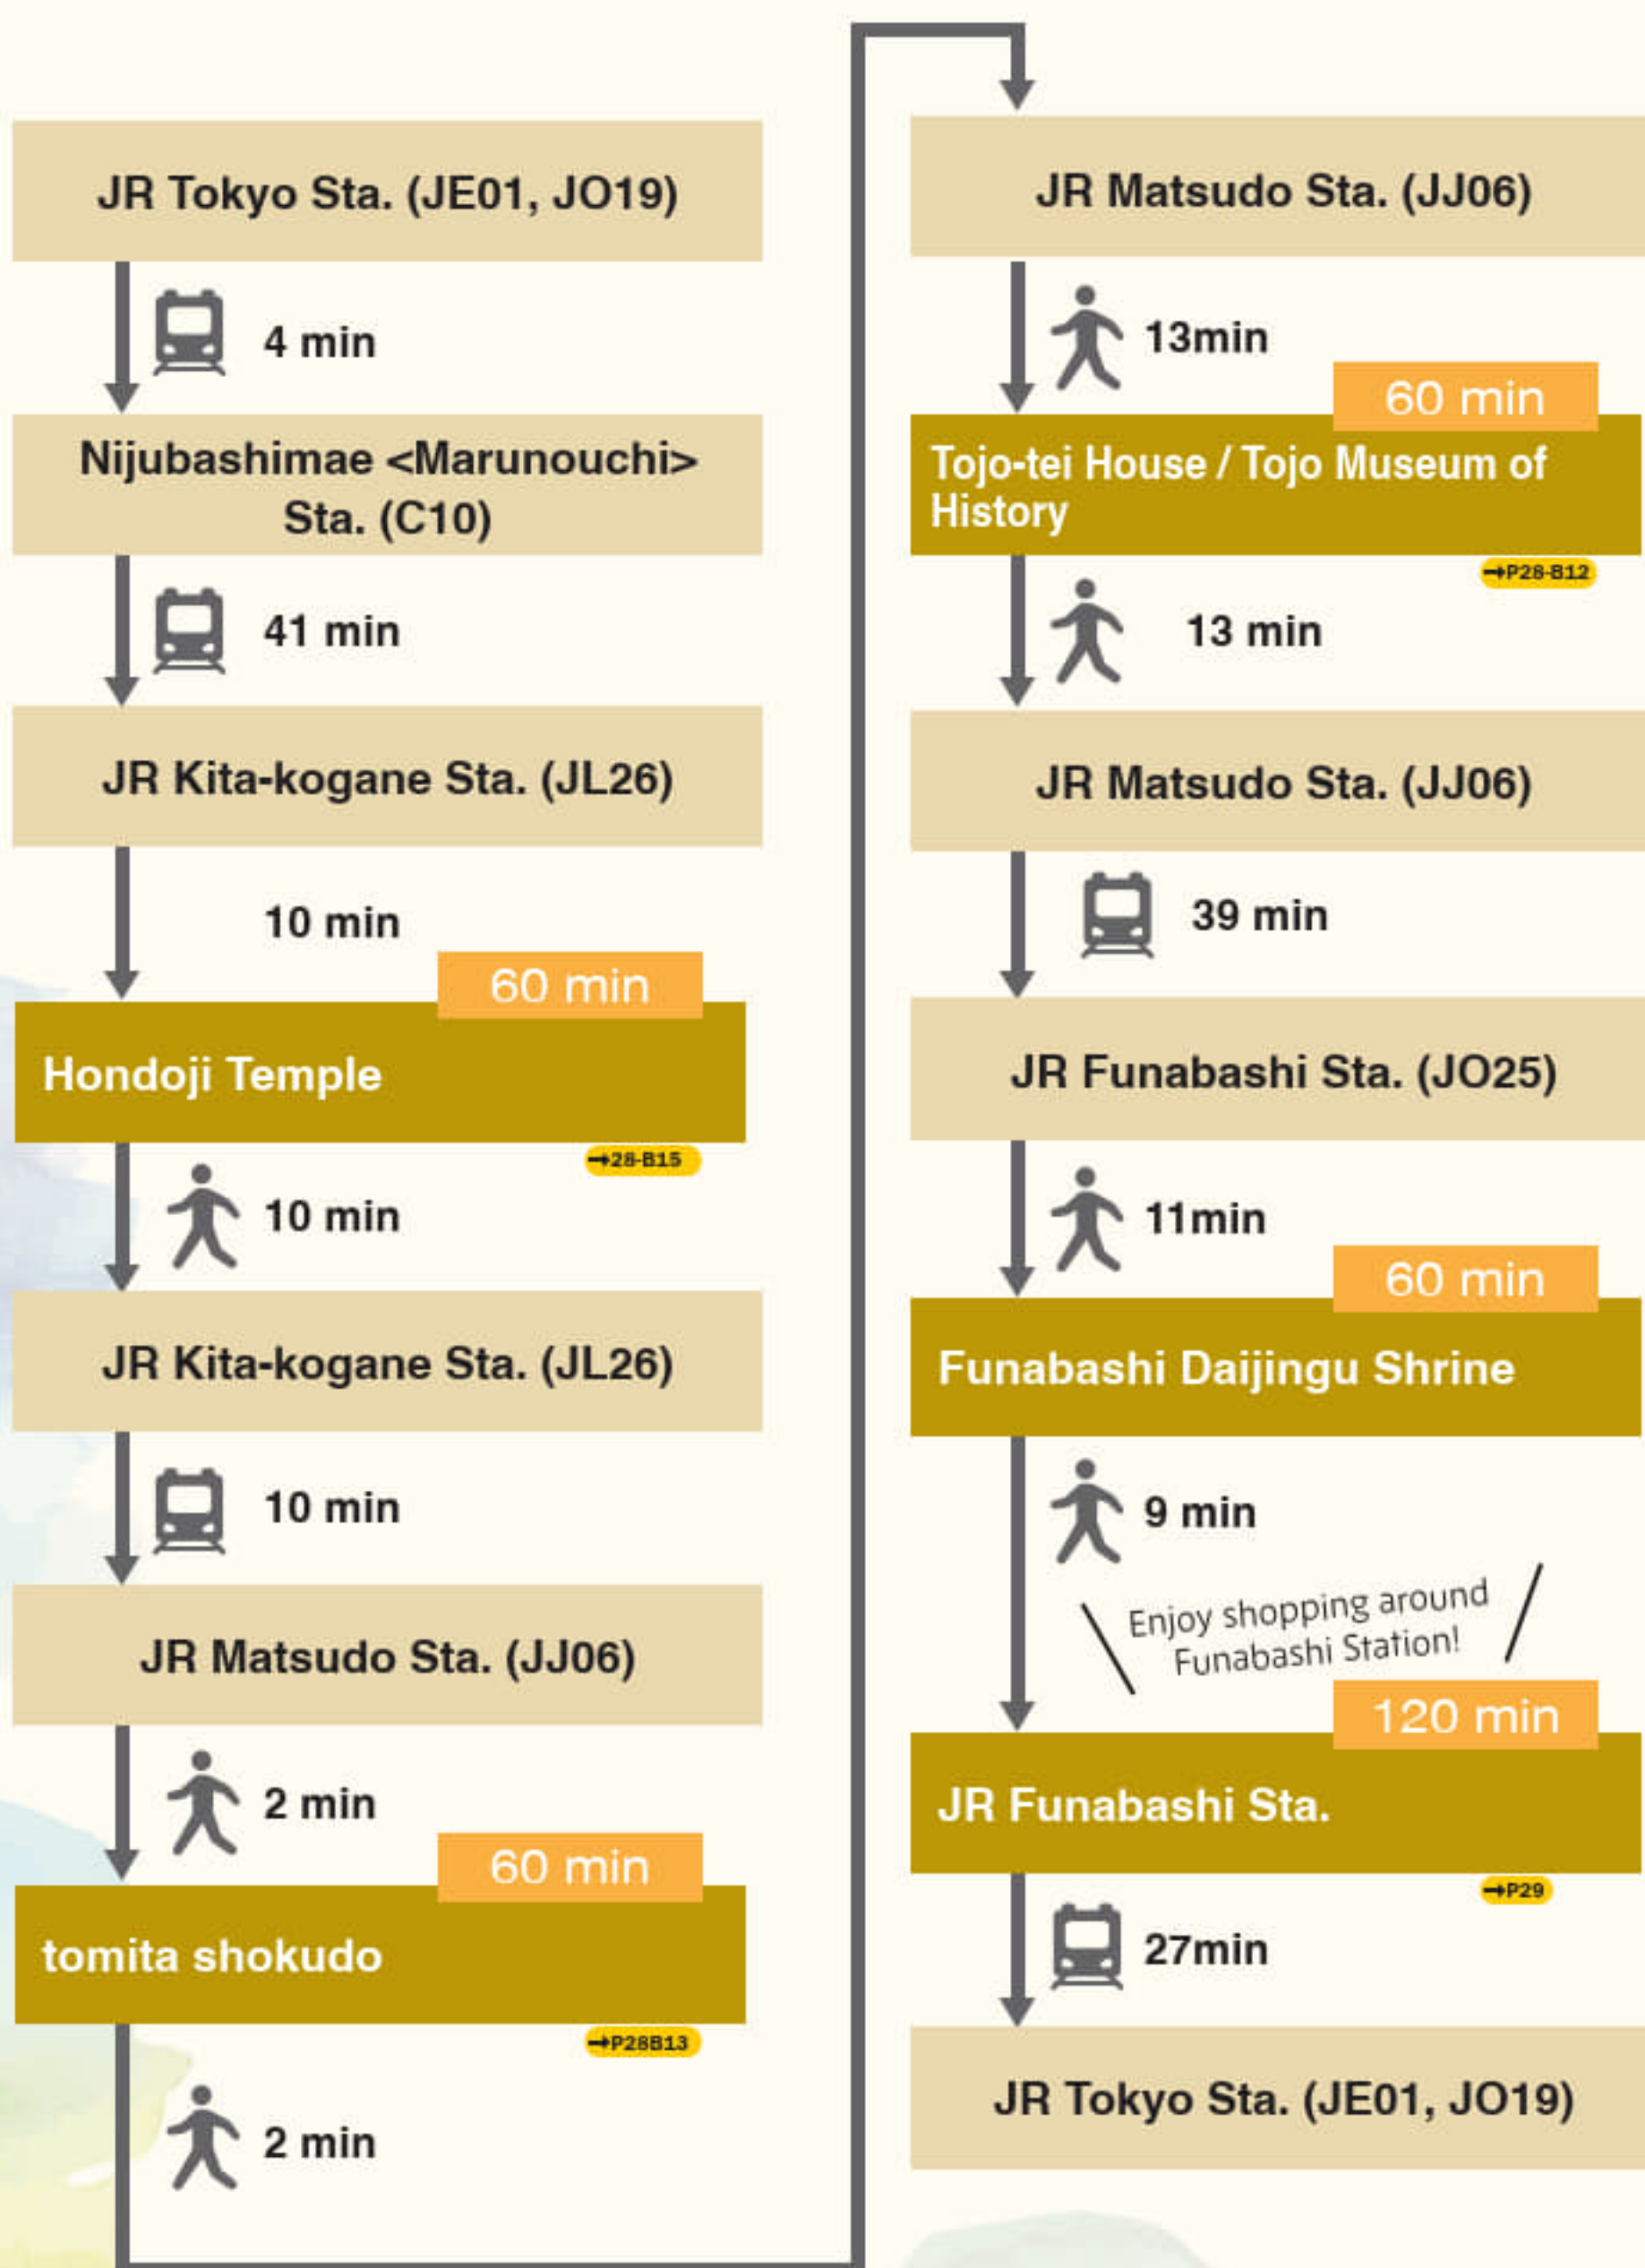 JR Tokyo Sta. (JE01, JO19)
4 min
Nijubashimae <Marunouchi>
Sta. (C10)
41 min
JR Kita-kogane Sta. (JL26)
10 min
60 min
Hondoji Temple
➞28-B15
10 min
JR Kita-kogane Sta. (JL26)
10 min
JR Matsudo Sta. (JJ06)
2 min
60 min
tomita shokudo
➞P28B13
2 min
JR Matsudo Sta. (JJ06)
13min
60 min
Tojo-tei House / Tojo Museum of
History
➞P28-B12
13 min
JR Matsudo Sta. (JJ06)
39 min
JR Funabashi Sta. (JO25)
11min
60 min
Funabashi Daijingu Shrine
9 min
Enjoy shopping around
Funabashi Station!
120 min
JR Funabashi Sta.
➞P29
27min
JR Tokyo Sta. (JE01, JO19)